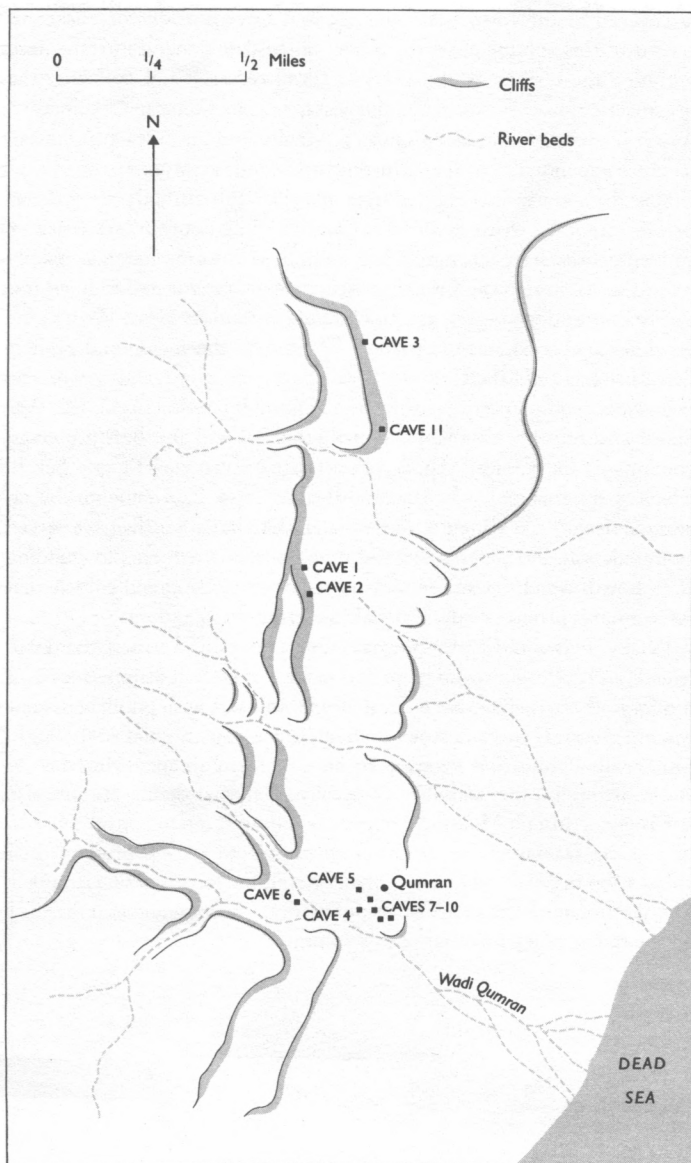 0 1/4 1/2 Miles
Cliffs
N
River beds
CAVE 3
CAVE 11
CAVE 1
CAVE 2
CAVE 5
Qumran
CAVE 6
CAVES 7–10
CAVE 4
Wadi Qumran
DEAD
SEA